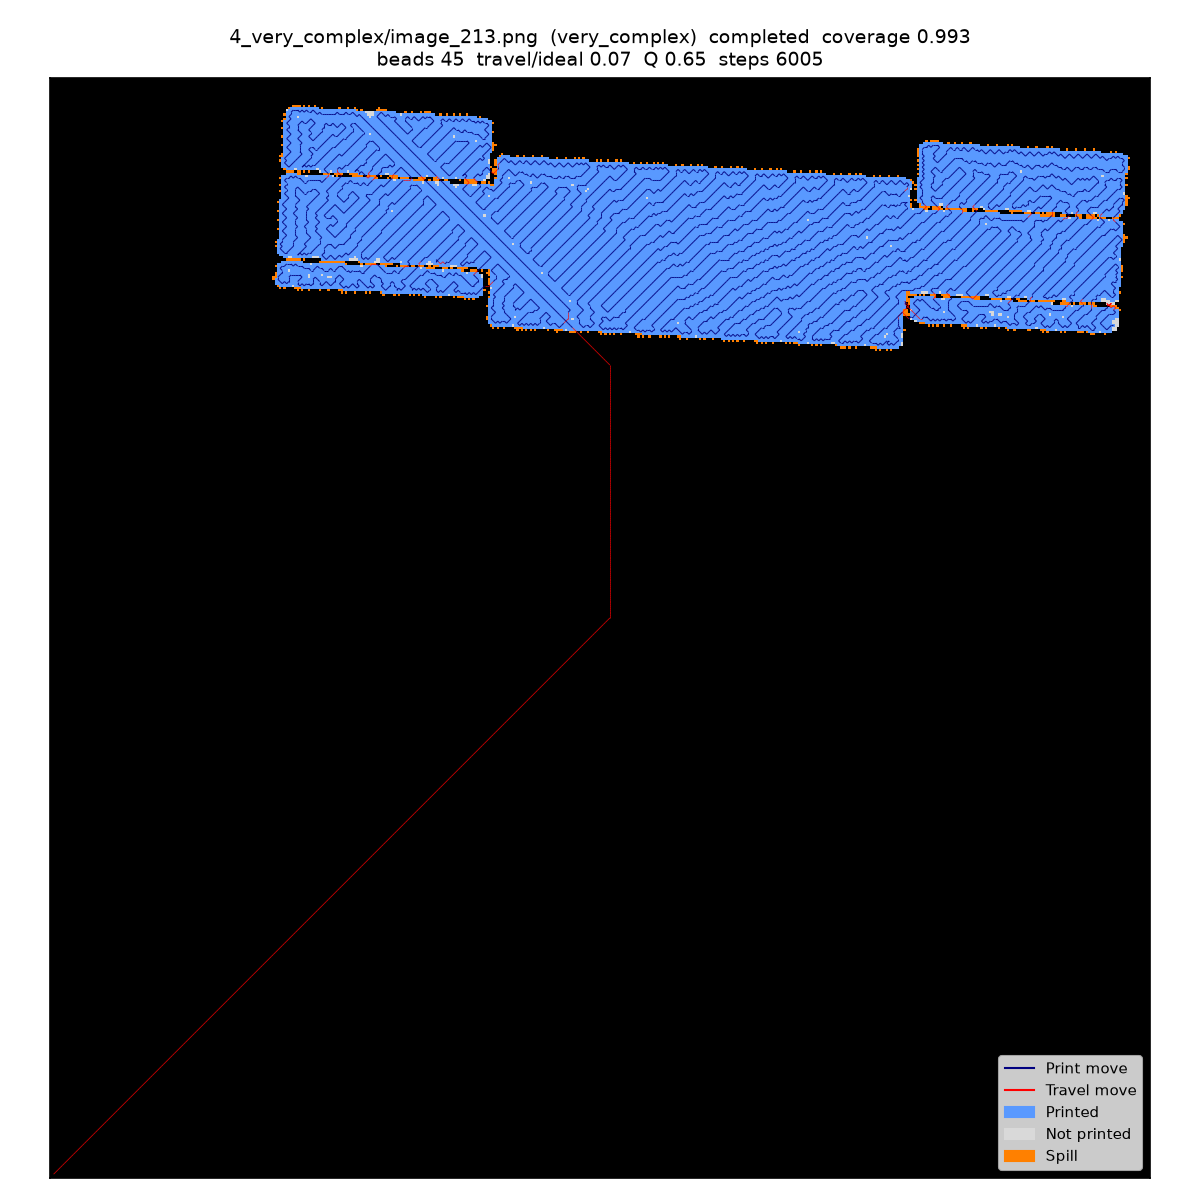 4_very_complex/image_213.png  (very_complex)  completed  coverage 0.993
beads 45  travel/ideal 0.07  Q 0.65  steps 6005
Print move
Travel move
Printed
Not printed
Spill